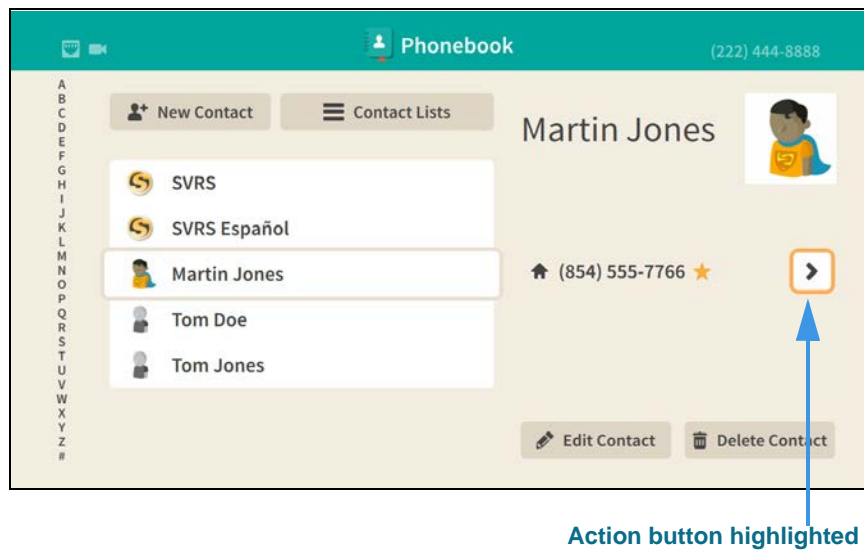 Phonebook
(222) 444-8888
A
B
C
D
E
F
G
H
I
J
K
L
M
N
O
P
Q
R
S
T
U
V
W
X
Y
Z
#
New Contact
Contact Lists
SVRS
SVRS Español
Martin Jones
Tom Doe
Tom Jones
Martin Jones
(854) 555-7766
Edit Contact
Delete Contact
Action button highlighted